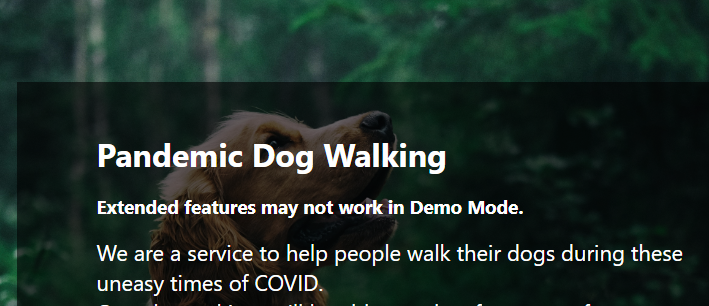 Pandemic Dog Walking
Extended features may not work in Demo Mode.
We are a service to help people walk their dogs during these
uneasy times of COVID.